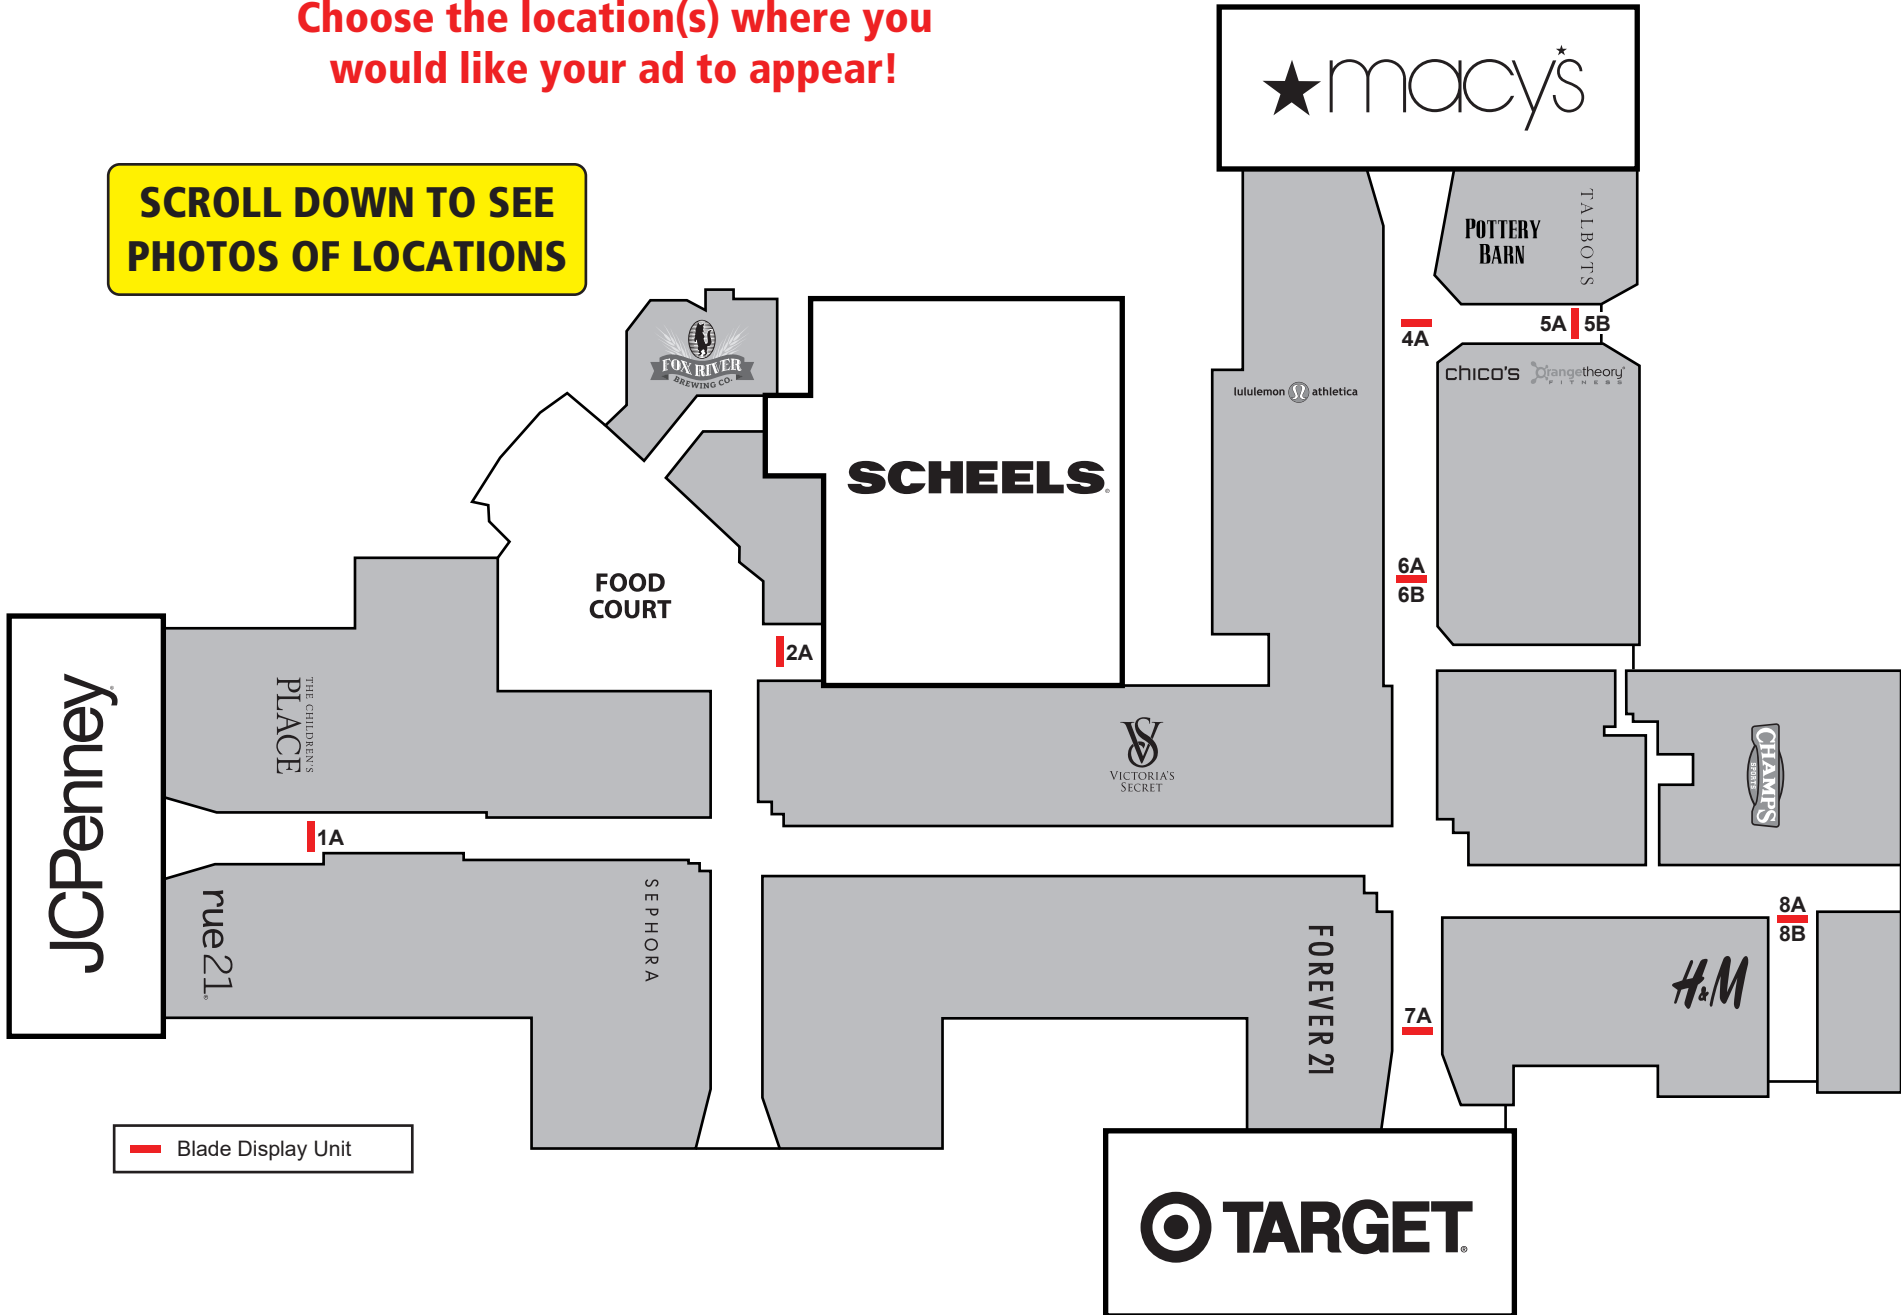 Choose the location(s) where you
would like your ad to appear!
SCROLL DOWN TO SEE
PHOTOS OF LOCATIONS
macy's
POTTERY
BARN
TALBOTS
4A
5A
5B
chico's
orangetheory®
FITNESS
FOX RIVER
BREWING CO.
SCHEELS®
lululemon athletica
FOOD
COURT
6A
6B
2A
JCPenney®
THE CHILDREN'S
PLACE
VS
VICTORIA'S
SECRET
CHAMPS
SPORTS
1A
rue21®
SEPHORA
FOREVER 21
8A
8B
H&M
7A
Blade Display Unit
TARGET®